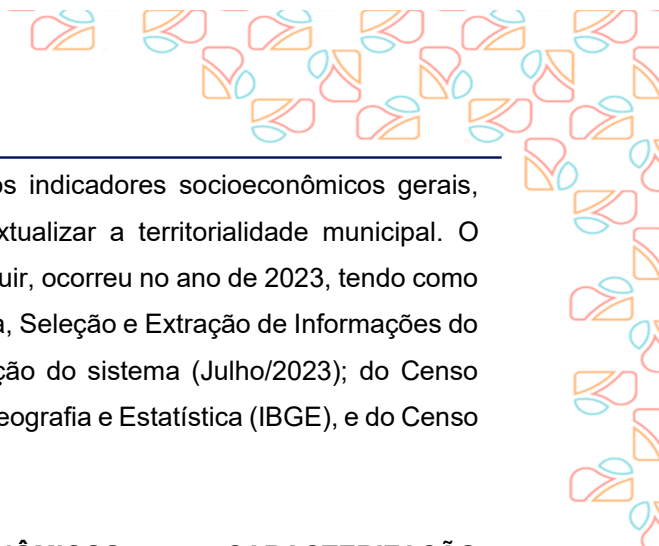 os indicadores socioeconômicos gerais,
xtualizar a territorialidade municipal. O
uir, ocorreu no ano de 2023, tendo como
a, Seleção e Extração de Informações do
ção do sistema (Julho/2023); do Censo
eografia e Estatística (IBGE), e do Censo